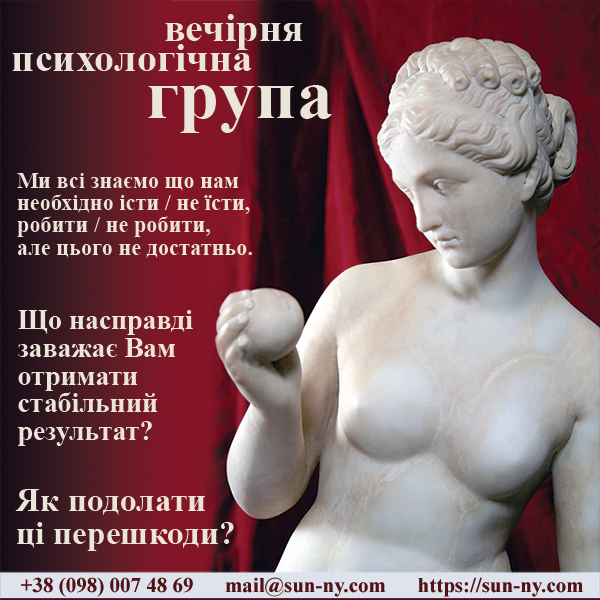 вечірня
психологічна
група
Ми всі знаємо що нам
необхідно істи / не їсти,
робити / не робити,
але цього не достатньо.
Що насправді
заважає Вам
отримати
стабільний
результат?
Як подолати
ці перешкоди?
+38 (098) 007 48 69 mail@sun-ny.com https://sun-ny.com